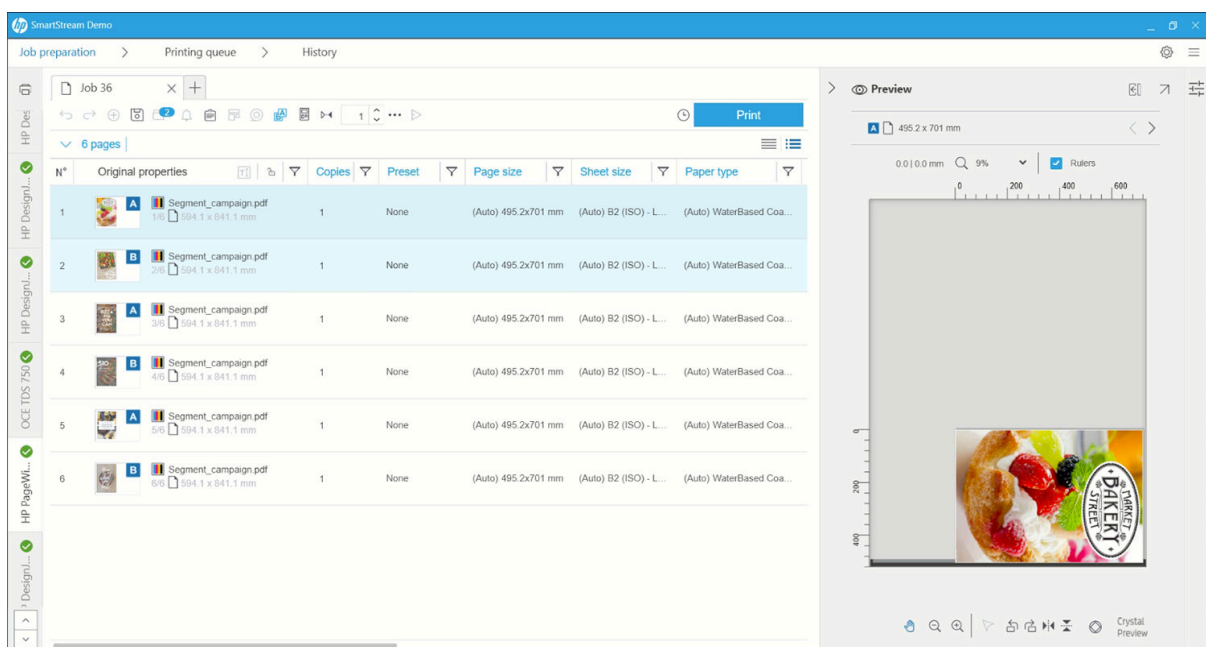 hp SmartStream Demo
Job preparation > Printing queue > History
HP Des
HP DesignJ...
HP DesignJ...
OCE TDS 750
HP PageWi...
DesignJ...
Job 36
2
1
Print
6 pages
N° Original properties Copies Preset Page size Sheet size Paper type
1 A Segment_campaign.pdf 1 None (Auto) 495.2x701 mm (Auto) B2 (ISO) - L... (Auto) WaterBased Coa...
1/6 594.1 x 841.1 mm
2 B Segment_campaign.pdf 1 None (Auto) 495.2x701 mm (Auto) B2 (ISO) - L... (Auto) WaterBased Coa...
2/6 594.1 x 841.1 mm
3 A Segment_campaign.pdf 1 None (Auto) 495.2x701 mm (Auto) B2 (ISO) - L... (Auto) WaterBased Coa...
3/6 594.1 x 841.1 mm
4 B Segment_campaign.pdf 1 None (Auto) 495.2x701 mm (Auto) B2 (ISO) - L... (Auto) WaterBased Coa...
4/6 594.1 x 841.1 mm
5 A Segment_campaign.pdf 1 None (Auto) 495.2x701 mm (Auto) B2 (ISO) - L... (Auto) WaterBased Coa...
5/6 594.1 x 841.1 mm
6 B Segment_campaign.pdf 1 None (Auto) 495.2x701 mm (Auto) B2 (ISO) - L... (Auto) WaterBased Coa...
6/6 594.1 x 841.1 mm
Preview
A 495.2 x 701 mm
0.0 | 0.0 mm 9% Rulers
0 200 400 600
0
200
400
MARKET
BAKERY
STREET
Crystal
Preview